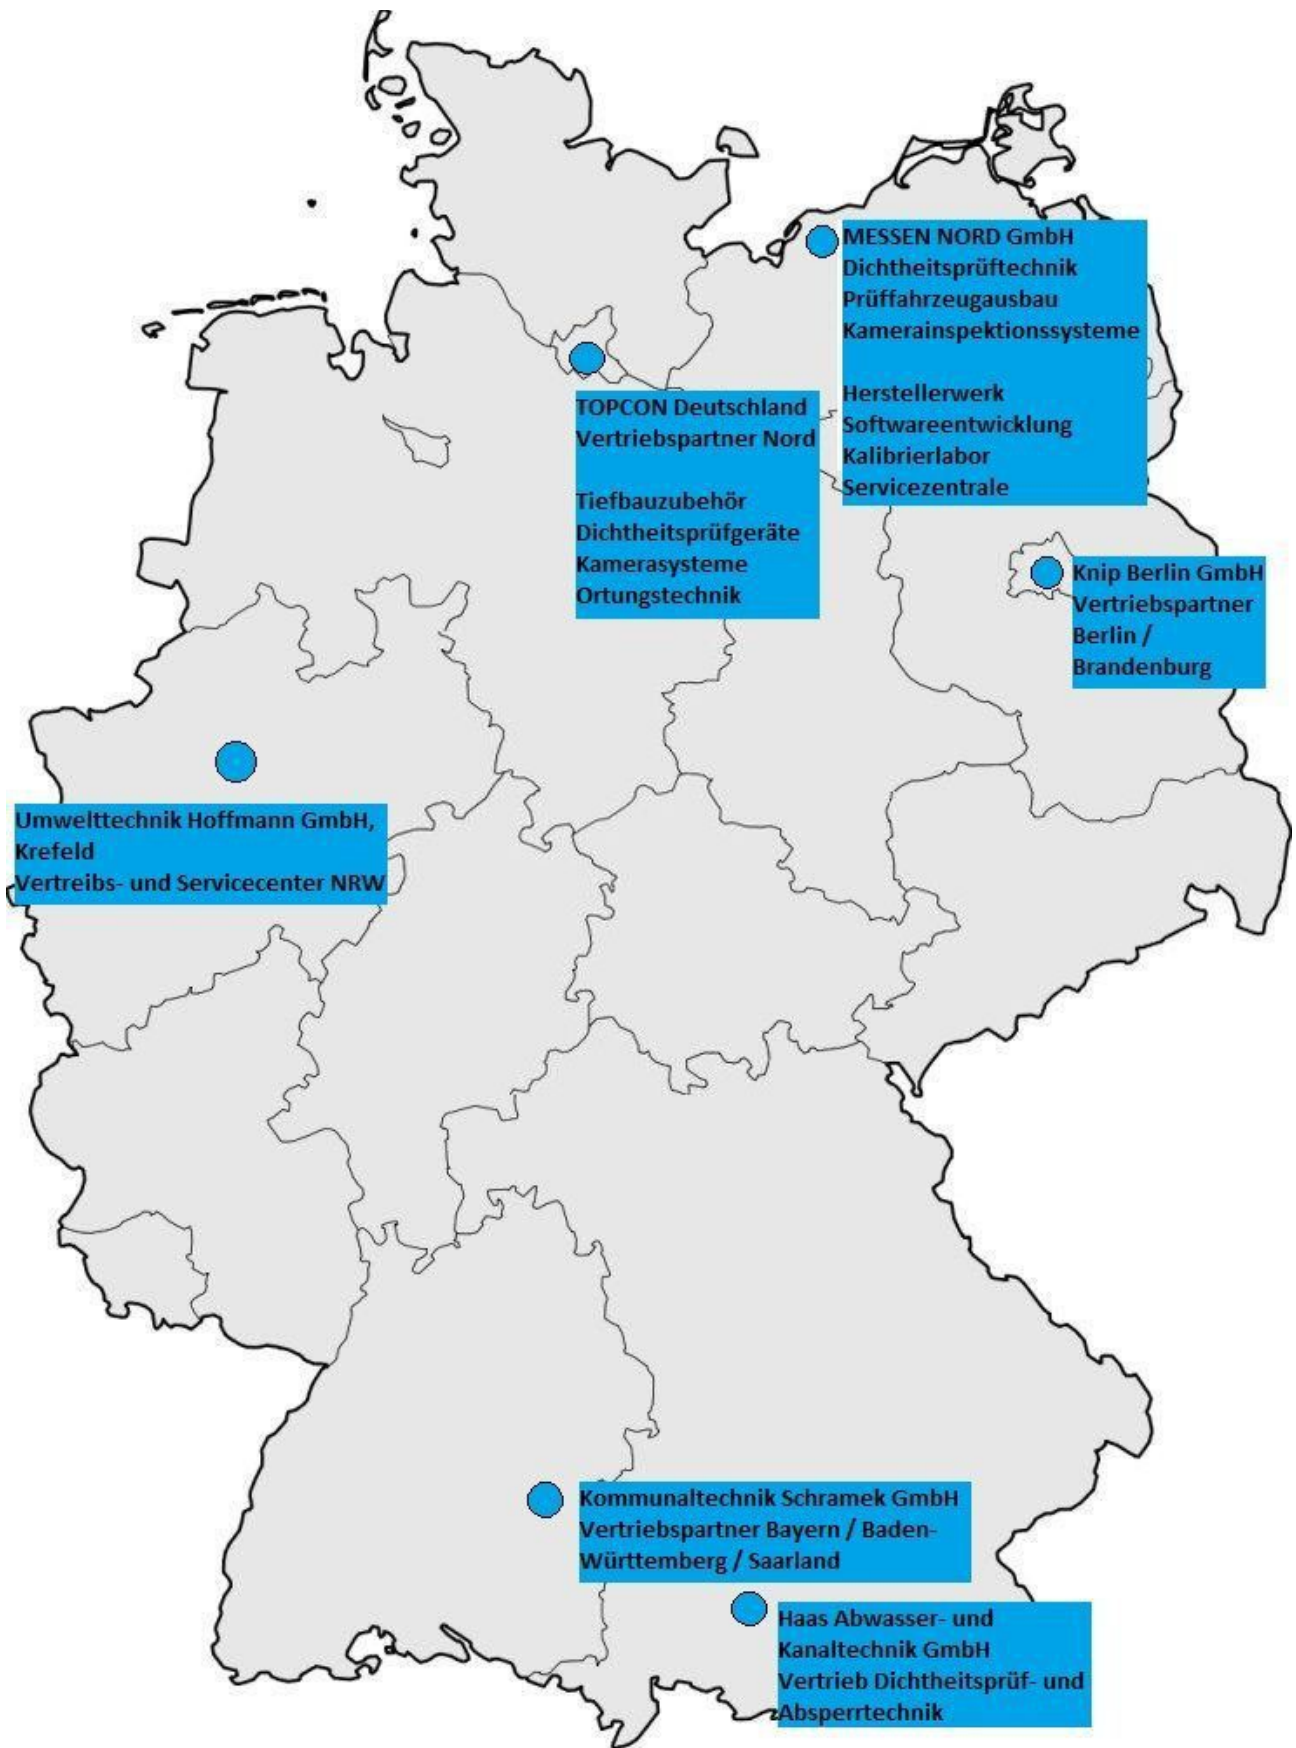 MESSEN NORD GmbH
Dichtheitsprüftechnik
Prüffahrzeugausbau
Kamerainspektionssysteme
Herstellerwerk
Softwareentwicklung
Kalibrierlabor
Servicezentrale
TOPCON Deutschland
Vertriebspartner Nord
Tiefbauzubehör
Dichtheitsprüfgeräte
Kamerasysteme
Ortungstechnik
Knip Berlin GmbH
Vertriebspartner
Berlin /
Brandenburg
Umwelttechnik Hoffmann GmbH,
Krefeld
Vertreibs- und Servicecenter NRW
Kommunaltechnik Schramek GmbH
Vertriebspartner Bayern / Baden-
Württemberg / Saarland
Haas Abwasser- und
Kanaltechnik GmbH
Vertrieb Dichtheitsprüf- und
Absperrtechnik